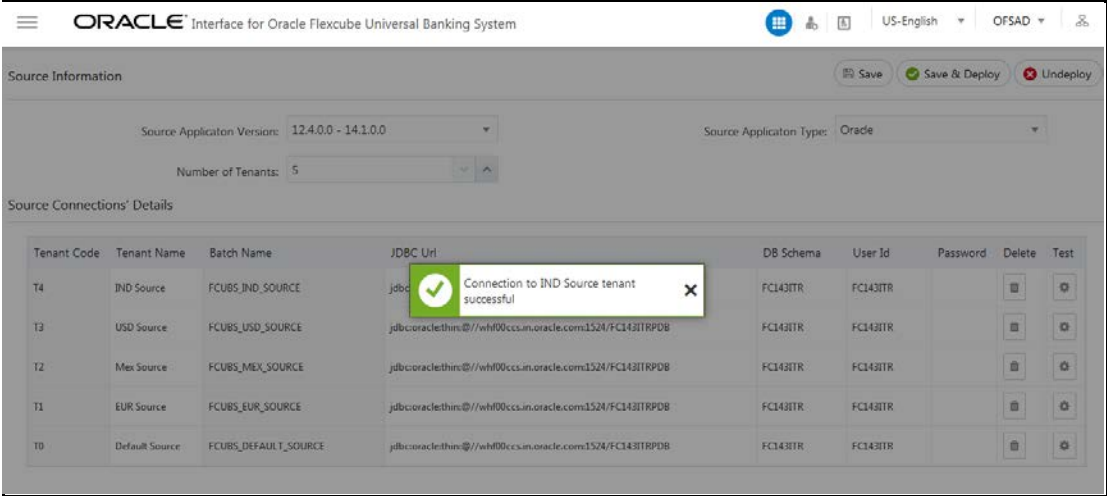 ORACLE Interface for Oracle Flexcube Universal Banking System US-English OFSAD
Source Information Save Save & Deploy Undeploy
Source Applicaton Version: 12.4.0.0 - 14.1.0.0 Source Applicaton Type: Oracle
Number of Tenants: 5
Source Connections' Details
Tenant Code Tenant Name Batch Name JDBC Url DB Schema User Id Password Delete Test
T4 IND Source FCUBS_IND_SOURCE jdbc FC143ITR FC143ITR
Connection to IND Source tenant
successful
T3 USD Source FCUBS_USD_SOURCE jdbc:oracle:thin:@//whf00ccs.in.oracle.com:1524/FC143ITRPDB FC143ITR FC143ITR
T2 Mex Source FCUBS_MEX_SOURCE jdbc:oracle:thin:@//whf00ccs.in.oracle.com:1524/FC143ITRPDB FC143ITR FC143ITR
T1 EUR Source FCUBS_EUR_SOURCE jdbc:oracle:thin:@//whf00ccs.in.oracle.com:1524/FC143ITRPDB FC143ITR FC143ITR
T0 Default Source FCUBS_DEFAULT_SOURCE jdbc:oracle:thin:@//whf00ccs.in.oracle.com:1524/FC143ITRPDB FC143ITR FC143ITR